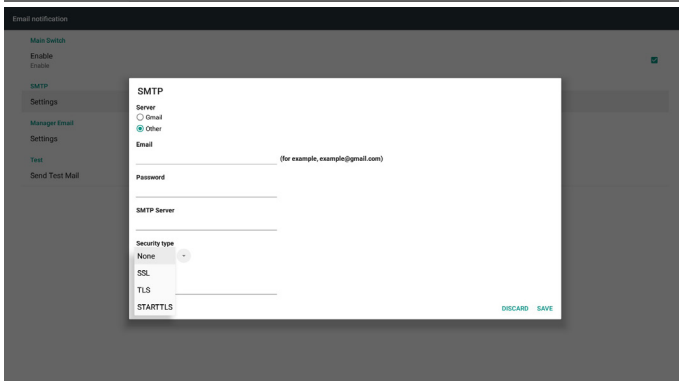 Email notification
Main Switch
Enable
Enable
SMTP
Settings
Manager Email
Settings
Test
Send Test Mail
SMTP
Server
Gmail
Other
Email
(for example, example@gmail.com)
Password
SMTP Server
Security type
None
SSL
TLS
STARTTLS
DISCARD SAVE